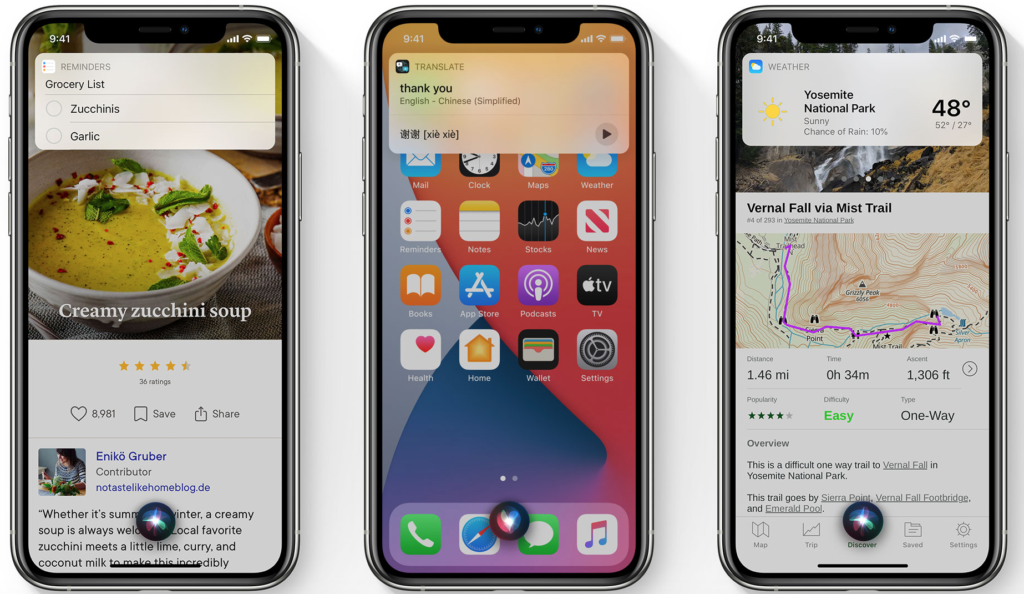 9:41
REMINDERS
Grocery List
Zucchinis
Garlic
Creamy zucchini soup
36 ratings
8,981
Save
Share
Enikö Gruber
Contributor
notastelikehomeblog.de
“Whether it’s inter, a creamy
soup is always Local favorite
zucchini meets a little lime, curry, and
coconut milk to make this incredibly
9:41
TRANSLATE
thank you
English - Chinese (Simplified)
谢谢 [xiè xiè]
Mail
Clock
Maps
Weather
280
Reminders
Notes
Stocks
News
Books
App Store
Podcasts
tv
TV
Health
Home
Wallet
Settings
9:41
WEATHER
Yosemite
National Park
Sunny
Chance of Rain: 10%
48°
52° / 27°
Vernal Fall via Mist Trail
#4 of 293 in Yosemite National Park
Mist
Trailhead
Grizzly Peak
Sierra
Point
Mist Trail
Silver
Apron
Distance
Time
Ascent
1.46 mi
0h 34m
1,306 ft
Popularity
Difficulty
Type
Easy
One-Way
Overview
This is a difficult one way trail to Vernal Fall in
Yosemite National Park.
This trail goes by Sierra Point, Vernal Fall Footbridge,
and Emerald Pool.
Map
Trip
Discover
Saved
Settings